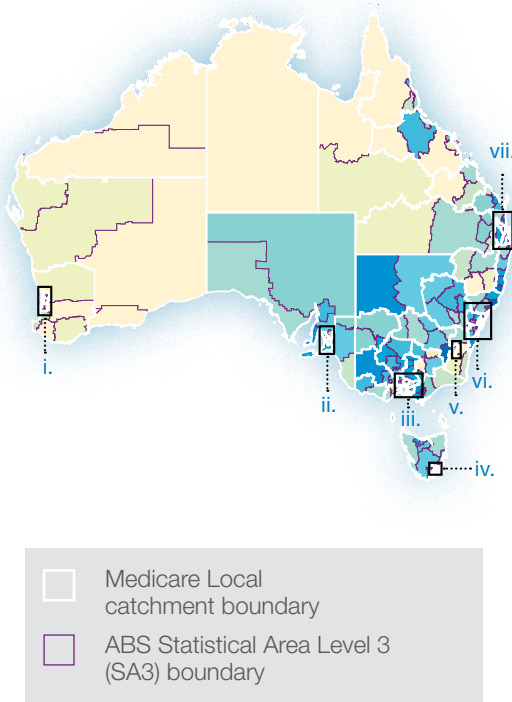 vii.
i.
ii.
iii.
v.
vi.
iv.
Medicare Local
catchment boundary
ABS Statistical Area Level 3
(SA3) boundary